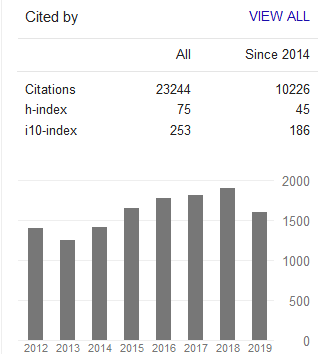 Cited by VIEW ALL
All Since 2014
Citations 23244 10226
h-index 75 45
i10-index 253 186
2000
1500
1000
500
0
2012 2013 2014 2015 2016 2017 2018 2019